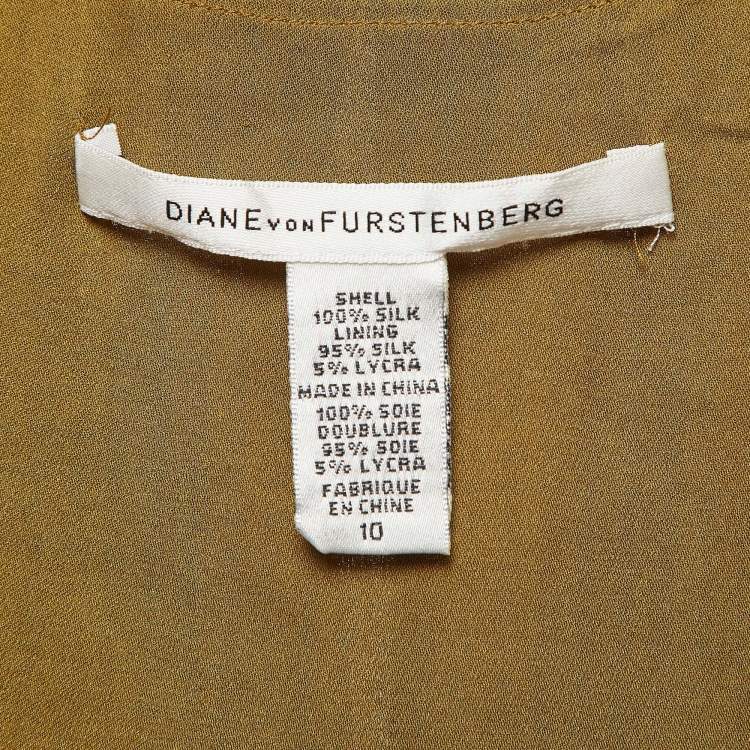 DIANE von FURSTENBERG
SHELL
100% SILK
LINING
95% SILK
5% LYCRA
MADE IN CHINA
100% SOIE
DOUBLURE
95% SOIE
5% LYCRA
FABRIQUE
EN CHINE
10